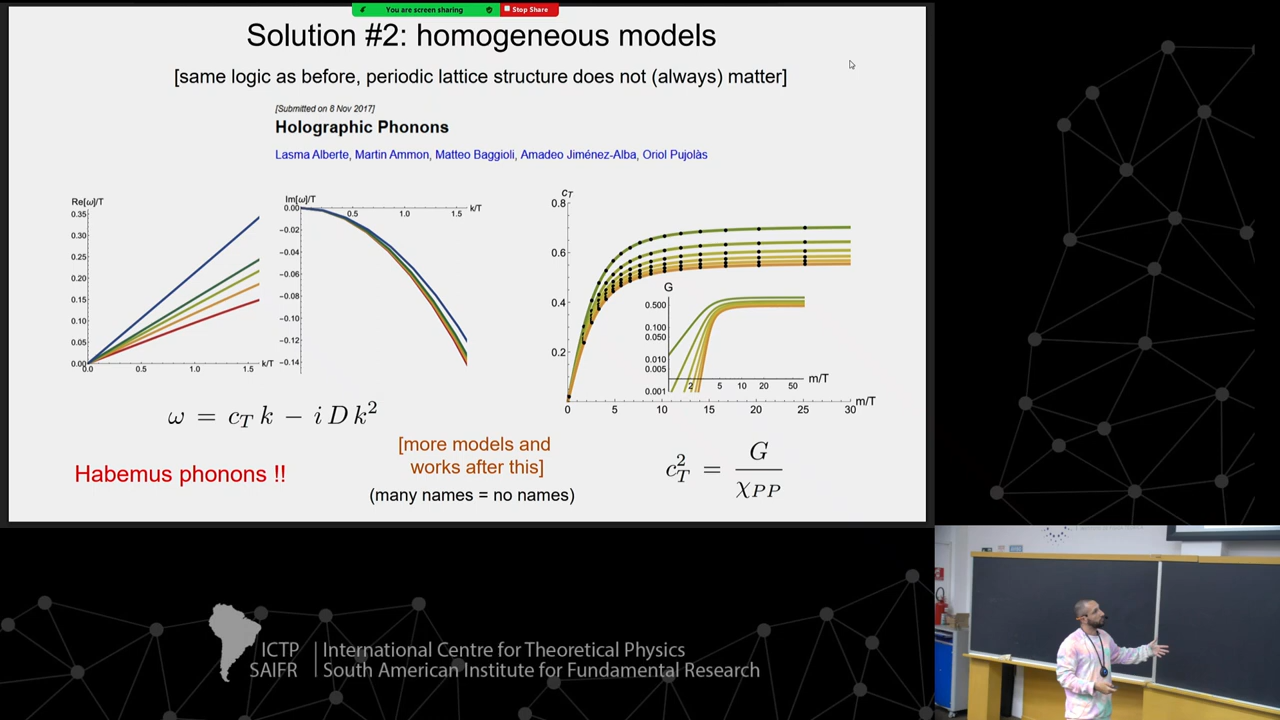 You are screen sharing
Stop Share
Solution #2: homogeneous models
[same logic as before, periodic lattice structure does not (always) matter]
[Submitted on 8 Nov 2017]
Holographic Phonons
Lasma Alberte, Martin Ammon, Matteo Baggioli, Amadeo Jiménez-Alba, Oriol Pujolàs
Re[ω]/T
0.35
0.30
0.25
0.20
0.15
0.10
0.05
0.00
0.0
0.5
1.0
1.5
k/T
Im[ω]/T
0.00
0.5
1.0
1.5
k/T
−0.02
−0.04
−0.06
−0.08
−0.10
−0.12
−0.14
c_T
0.8
0.6
0.4
0.2
0
5
10
15
20
25
30
m/T
G
0.500
0.100
0.050
0.010
0.005
0.001
2
5
10
20
50
m/T
ω = c_T k − i D k²
Habemus phonons !!
[more models and
works after this]
(many names = no names)
c_T² = G / χ_PP
ICTP
SAIFR
International Centre for Theoretical Physics
South American Institute for Fundamental Research